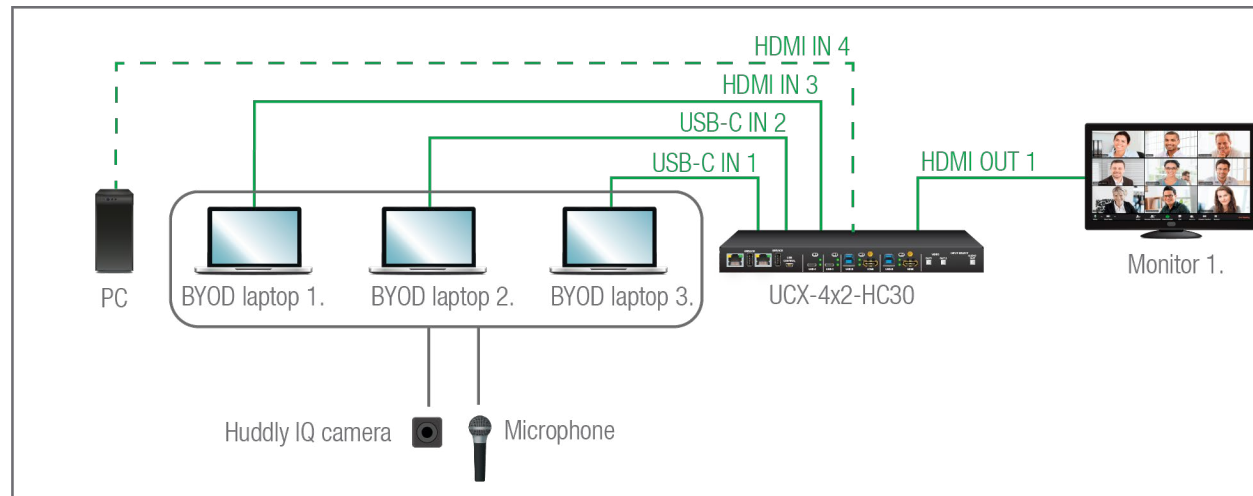 HDMI IN 4
HDMI IN 3
USB-C IN 2
USB-C IN 1
HDMI OUT 1
PC
BYOD laptop 1.
BYOD laptop 2.
BYOD laptop 3.
UCX-4x2-HC30
Monitor 1.
Huddly IQ camera
Microphone